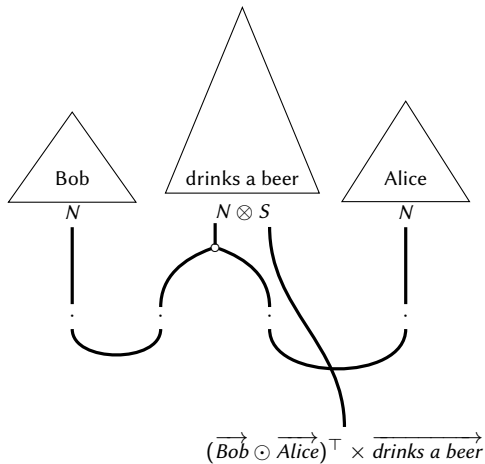 Bob drinks a beer Alice
N N ⊗ S N
. . . .
(Bob⃗ ⊙ Alice⃗)⊤ × drinks a beer⃗